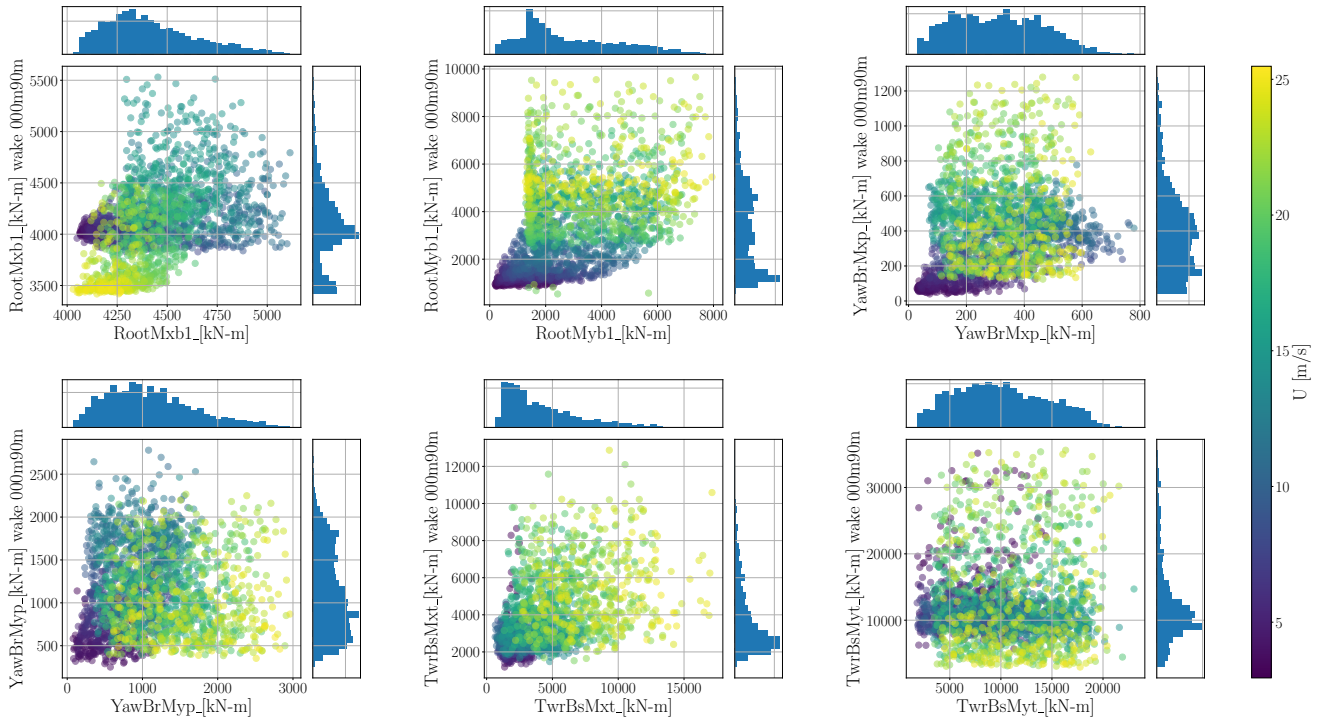 RootMxb1_[kN-m] wake 000m90m
5500
5000
4500
4000
3500
4000 4250 4500 4750 5000
RootMxb1_[kN-m]
RootMyb1_[kN-m] wake 000m90m
10000
8000
6000
4000
2000
0 2000 4000 6000 8000
RootMyb1_[kN-m]
YawBrMxp_[kN-m] wake 000m90m
1200
1000
800
600
400
200
0
0 200 400 600 800
YawBrMxp_[kN-m]
YawBrMyp_[kN-m] wake 000m90m
2500
2000
1500
1000
500
0 1000 2000 3000
YawBrMyp_[kN-m]
TwrBsMxt_[kN-m] wake 000m90m
12000
10000
8000
6000
4000
2000
0 5000 10000 15000
TwrBsMxt_[kN-m]
TwrBsMyt_[kN-m] wake 000m90m
30000
20000
10000
5000 10000 15000 20000
TwrBsMyt_[kN-m]
25
20
15
10
5
U [m/s]